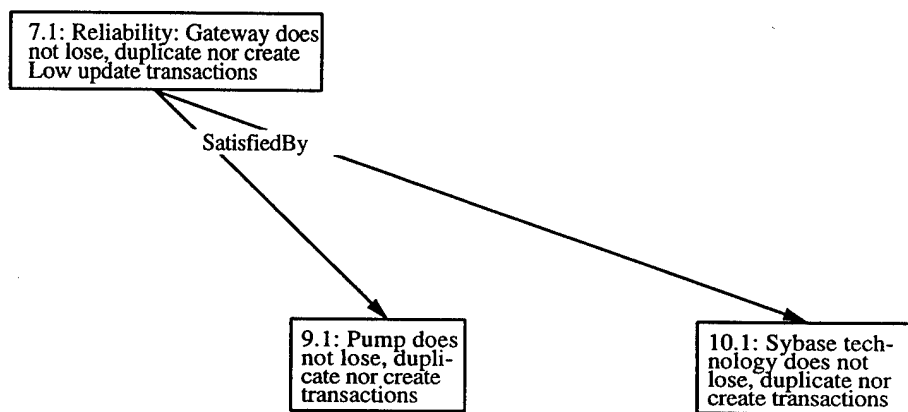 7.1: Reliability: Gateway does
not lose, duplicate nor create
Low update transactions
SatisfiedBy
9.1: Pump does
not lose, dupli-
cate nor create
transactions
10.1: Sybase tech-
nology does not
lose, duplicate nor
create transactions